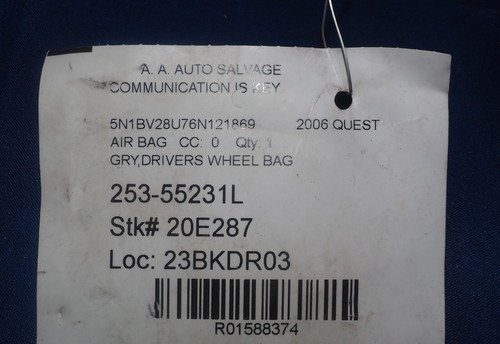 A. A. AUTO SALVAGE
COMMUNICATION IS KEY
5N1BV28U76N121869 2006 QUEST
AIR BAG CC: 0 Qty: 1
GRY,DRIVERS WHEEL BAG
253-55231L
Stk# 20E287
Loc: 23BKDR03
R01588374